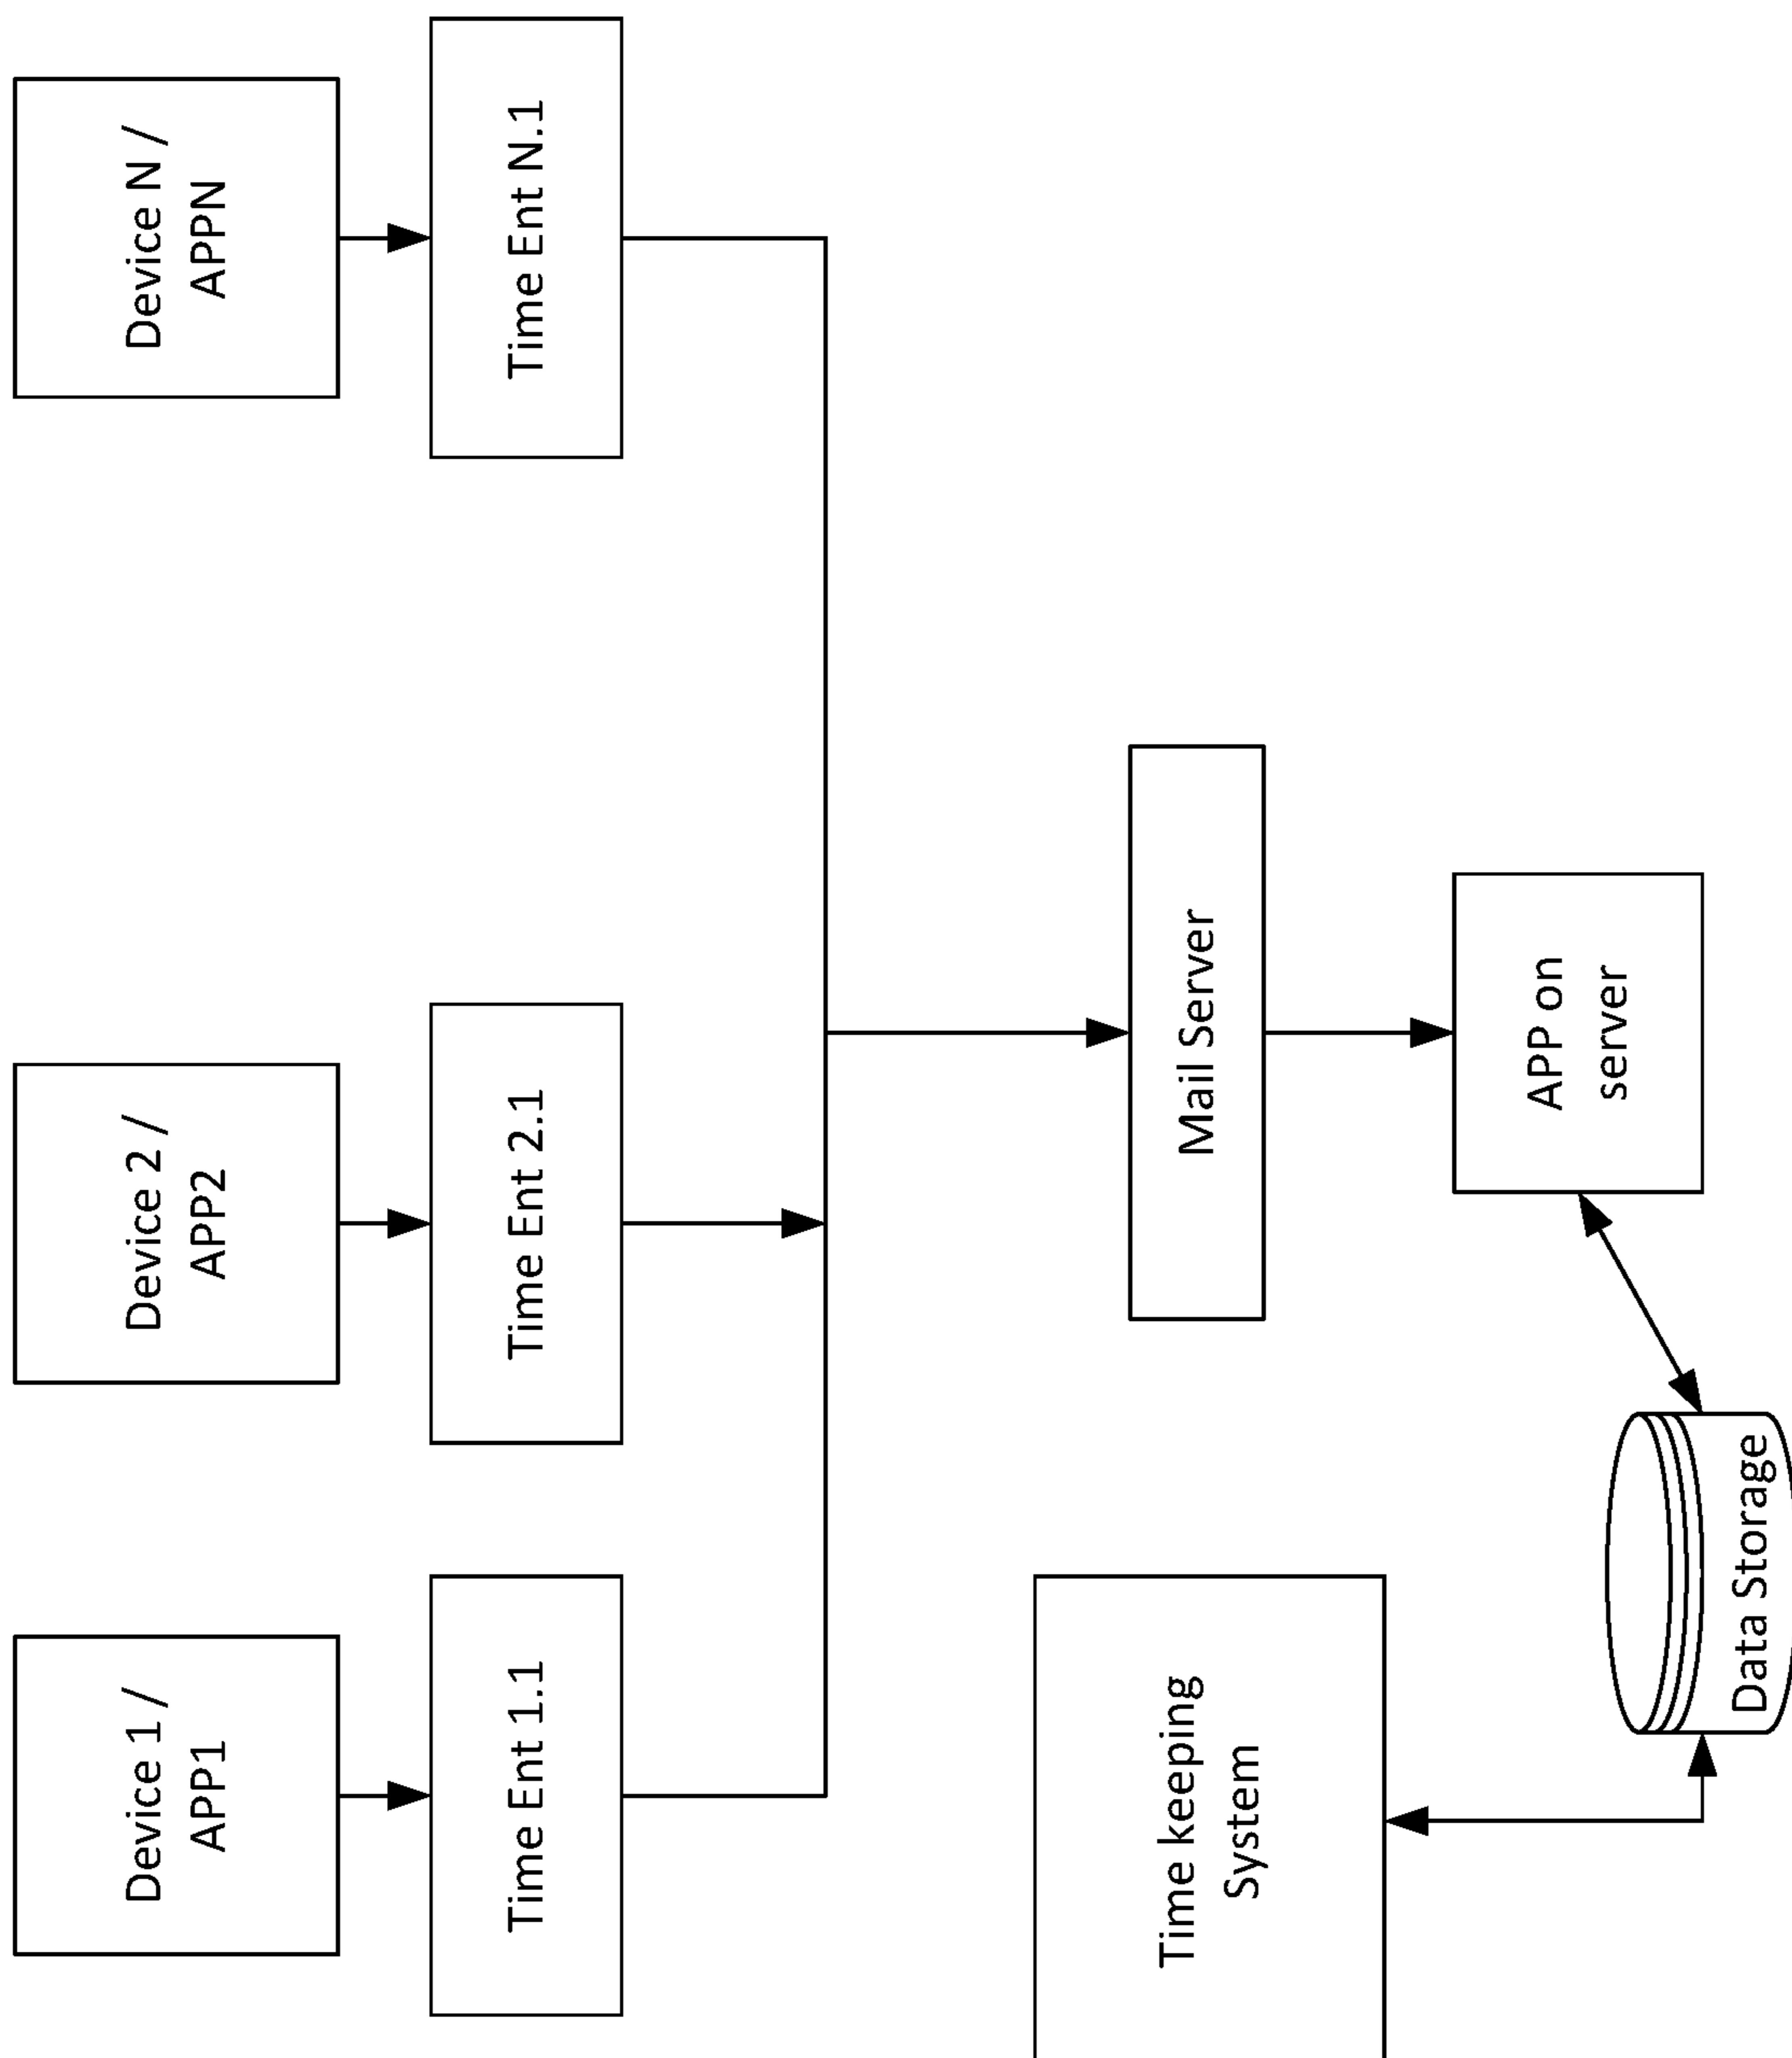 Device 1 /
APP1
Device 2 /
APP2
Device N /
APPN
Time Ent 1.1
Time Ent 2.1
Time Ent N.1
Time keeping
System
Mail Server
APP on
server
Data Storage